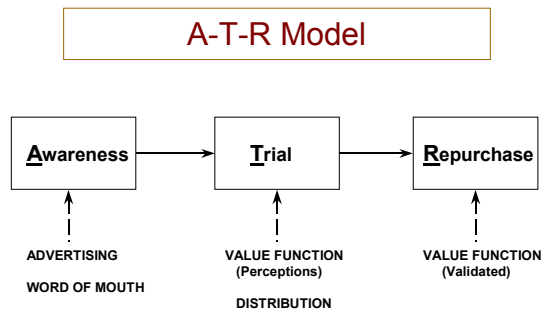 A-T-R Model
Awareness
Trial
Repurchase
ADVERTISING
WORD OF MOUTH
VALUE FUNCTION
(Perceptions)
DISTRIBUTION
VALUE FUNCTION
(Validated)